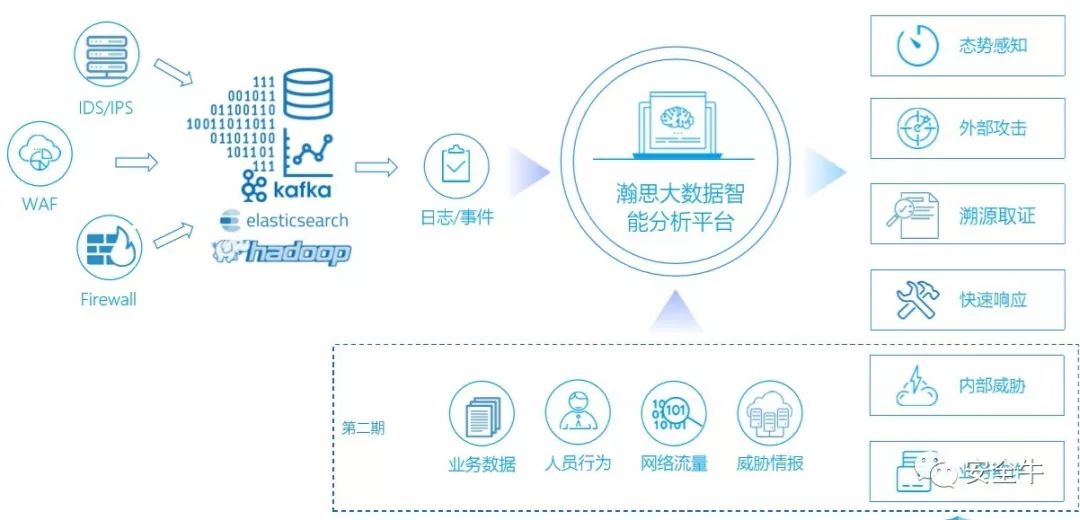 IDS/IPS
WAF
Firewall
111
001011
01100110
10011011011
01101100
101101
111
kafka
elasticsearch
hadoop
日志/事件
瀚思大数据智
能分析平台
态势感知
外部攻击
溯源取证
快速响应
第二期
业务数据
人员行为
101
网络流量
威胁情报
内部威胁
安全牛